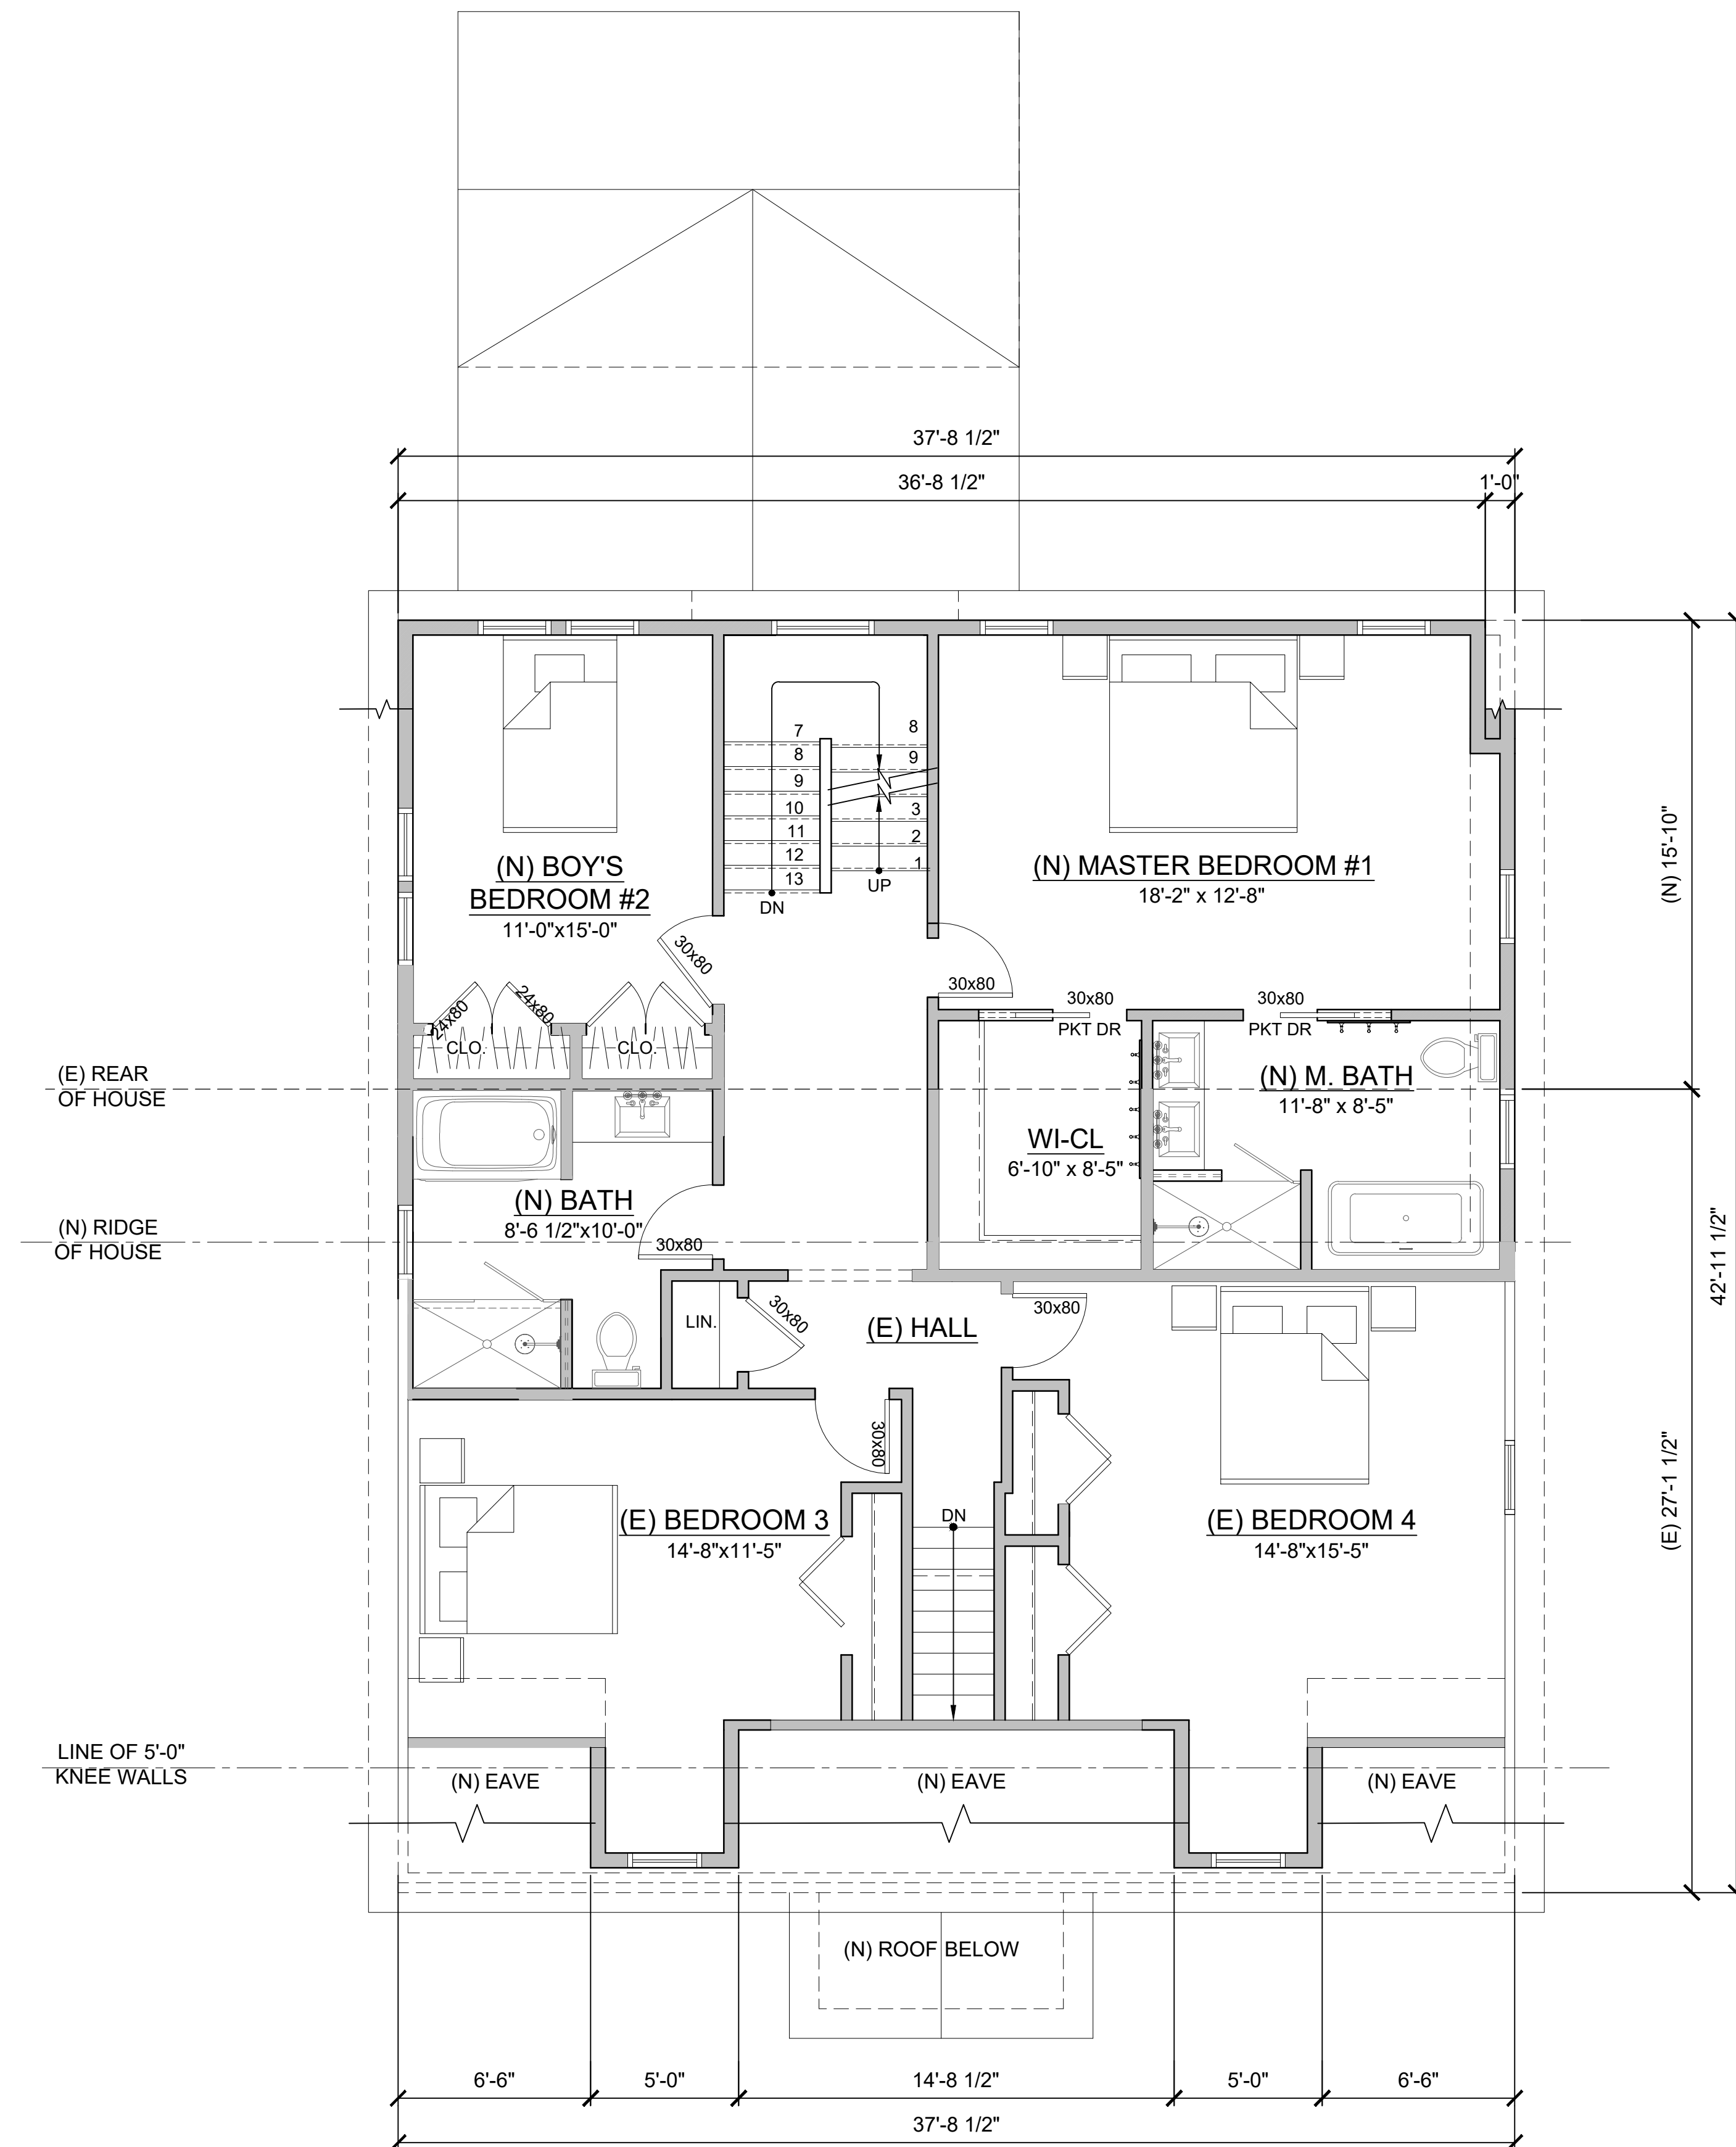 37'-8 1/2"
36'-8 1/2"
1'-0"
7
8
9
10
11
12
13
8
9
3
2
1
UP
DN
(N) BOY'S
BEDROOM #2
11'-0"x15'-0"
(N) MASTER BEDROOM #1
18'-2" x 12'-8"
(N) 15'-10"
30x80
30x80
30x80
PKT DR
30x80
PKT DR
24x80
24x80
CLO.
CLO.
(E) REAR
OF HOUSE
(N) M. BATH
11'-8" x 8'-5"
WI-CL
6'-10" x 8'-5"
(N) BATH
8'-6 1/2"x10'-0"
30x80
(N) RIDGE
OF HOUSE
42'-11 1/2"
LIN.
30x80
(E) HALL
30x80
30x80
(E) BEDROOM 3
14'-8"x11'-5"
DN
(E) BEDROOM 4
14'-8"x15'-5"
(E) 27'-1 1/2"
LINE OF 5'-0"
KNEE WALLS
(N) EAVE
(N) EAVE
(N) EAVE
(N) ROOF BELOW
6'-6"
5'-0"
14'-8 1/2"
5'-0"
6'-6"
37'-8 1/2"